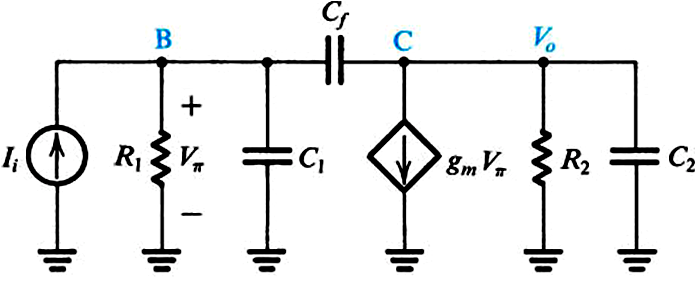 C_f
B
C
V_o
+
I_i
R_1
V_π
C_1
g_m V_π
R_2
C_2
−